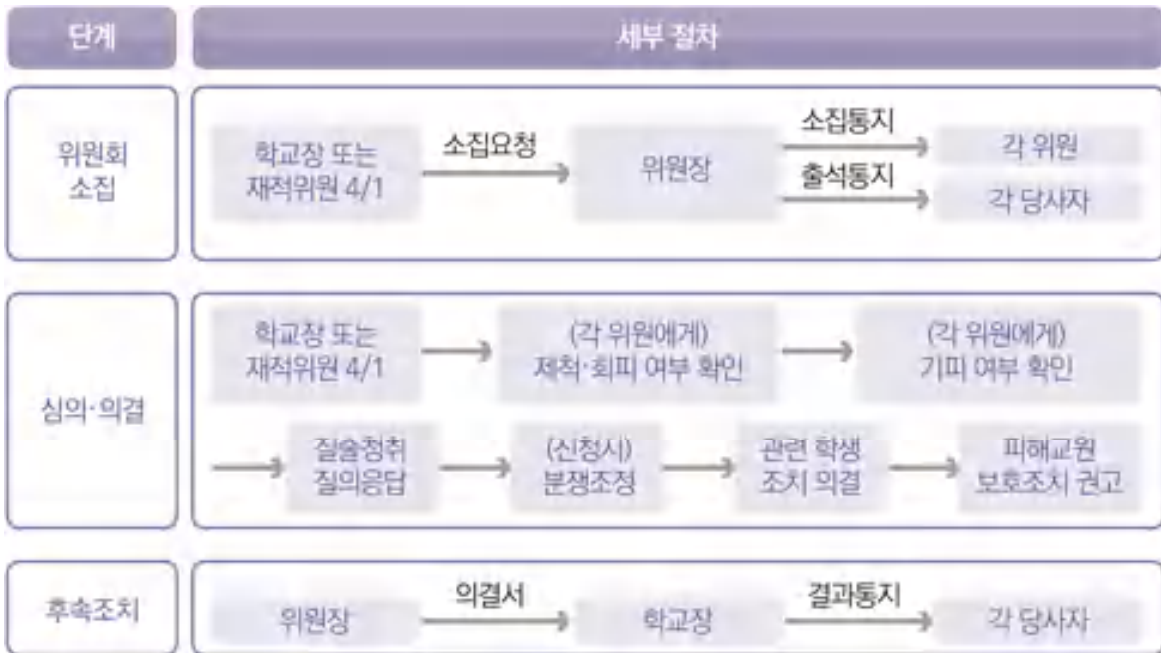 단계
세부 절차
위원회
소집
학교장 또는
재적위원 4/1
소집요청
위원장
소집통지
각 위원
출석통지
각 당사자
심의·의결
학교장 또는
재적위원 4/1
(각 위원에게)
제척·회피 여부 확인
(각 위원에게)
기피 여부 확인
질술청취
질의응답
(신청시)
분쟁조정
관련 학생
조치 의결
피해교원
보호조치 권고
후속조치
위원장
의결서
학교장
결과통지
각 당사자